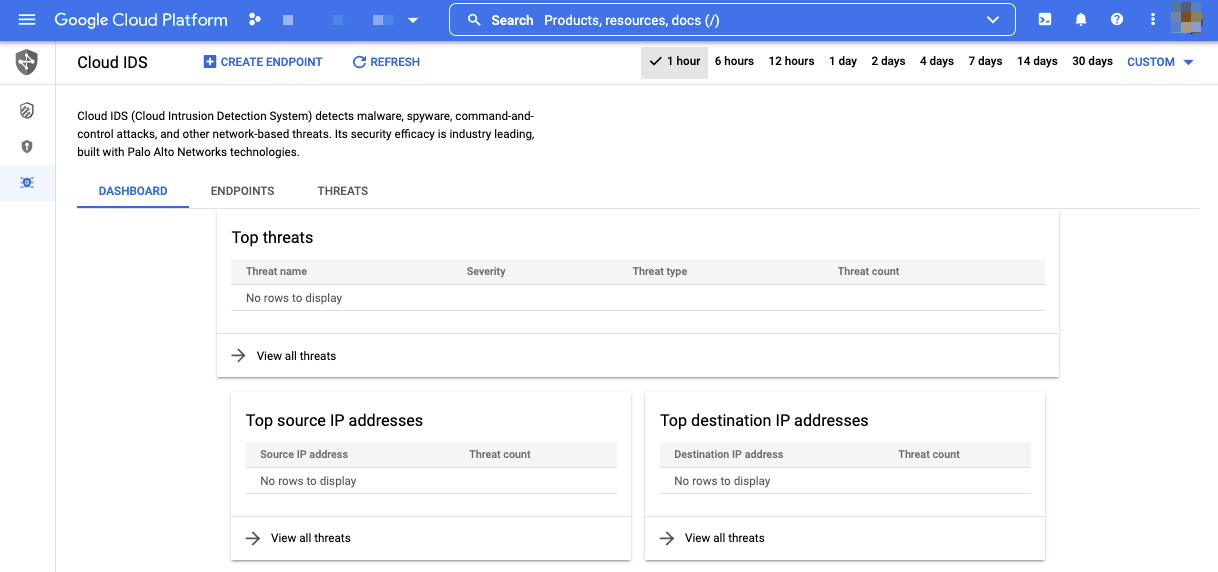 Google Cloud Platform
Search Products, resources, docs (/)
Cloud IDS
CREATE ENDPOINT
REFRESH
1 hour 6 hours 12 hours 1 day 2 days 4 days 7 days 14 days 30 days CUSTOM
Cloud IDS (Cloud Intrusion Detection System) detects malware, spyware, command-and-
control attacks, and other network-based threats. Its security efficacy is industry leading,
built with Palo Alto Networks technologies.
DASHBOARD ENDPOINTS THREATS
Top threats
Threat name Severity Threat type Threat count
No rows to display
View all threats
Top source IP addresses
Source IP address Threat count
No rows to display
View all threats
Top destination IP addresses
Destination IP address Threat count
No rows to display
View all threats